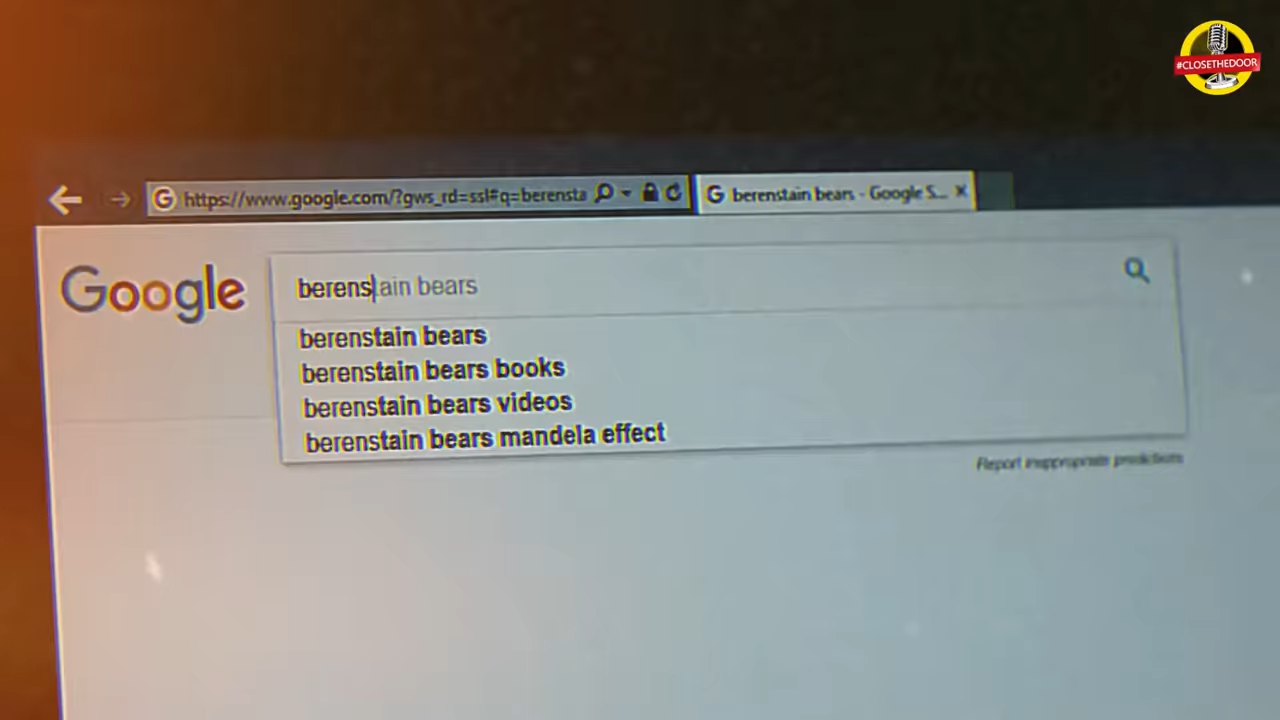 #CLOSETHEDOOR
https://www.google.com/?gws_rd=ssl#q=berensta
berenstain bears - Google S...
Google
berenstain bears
berenstain bears
berenstain bears books
berenstain bears videos
berenstain bears mandela effect
Report inappropriate predictions